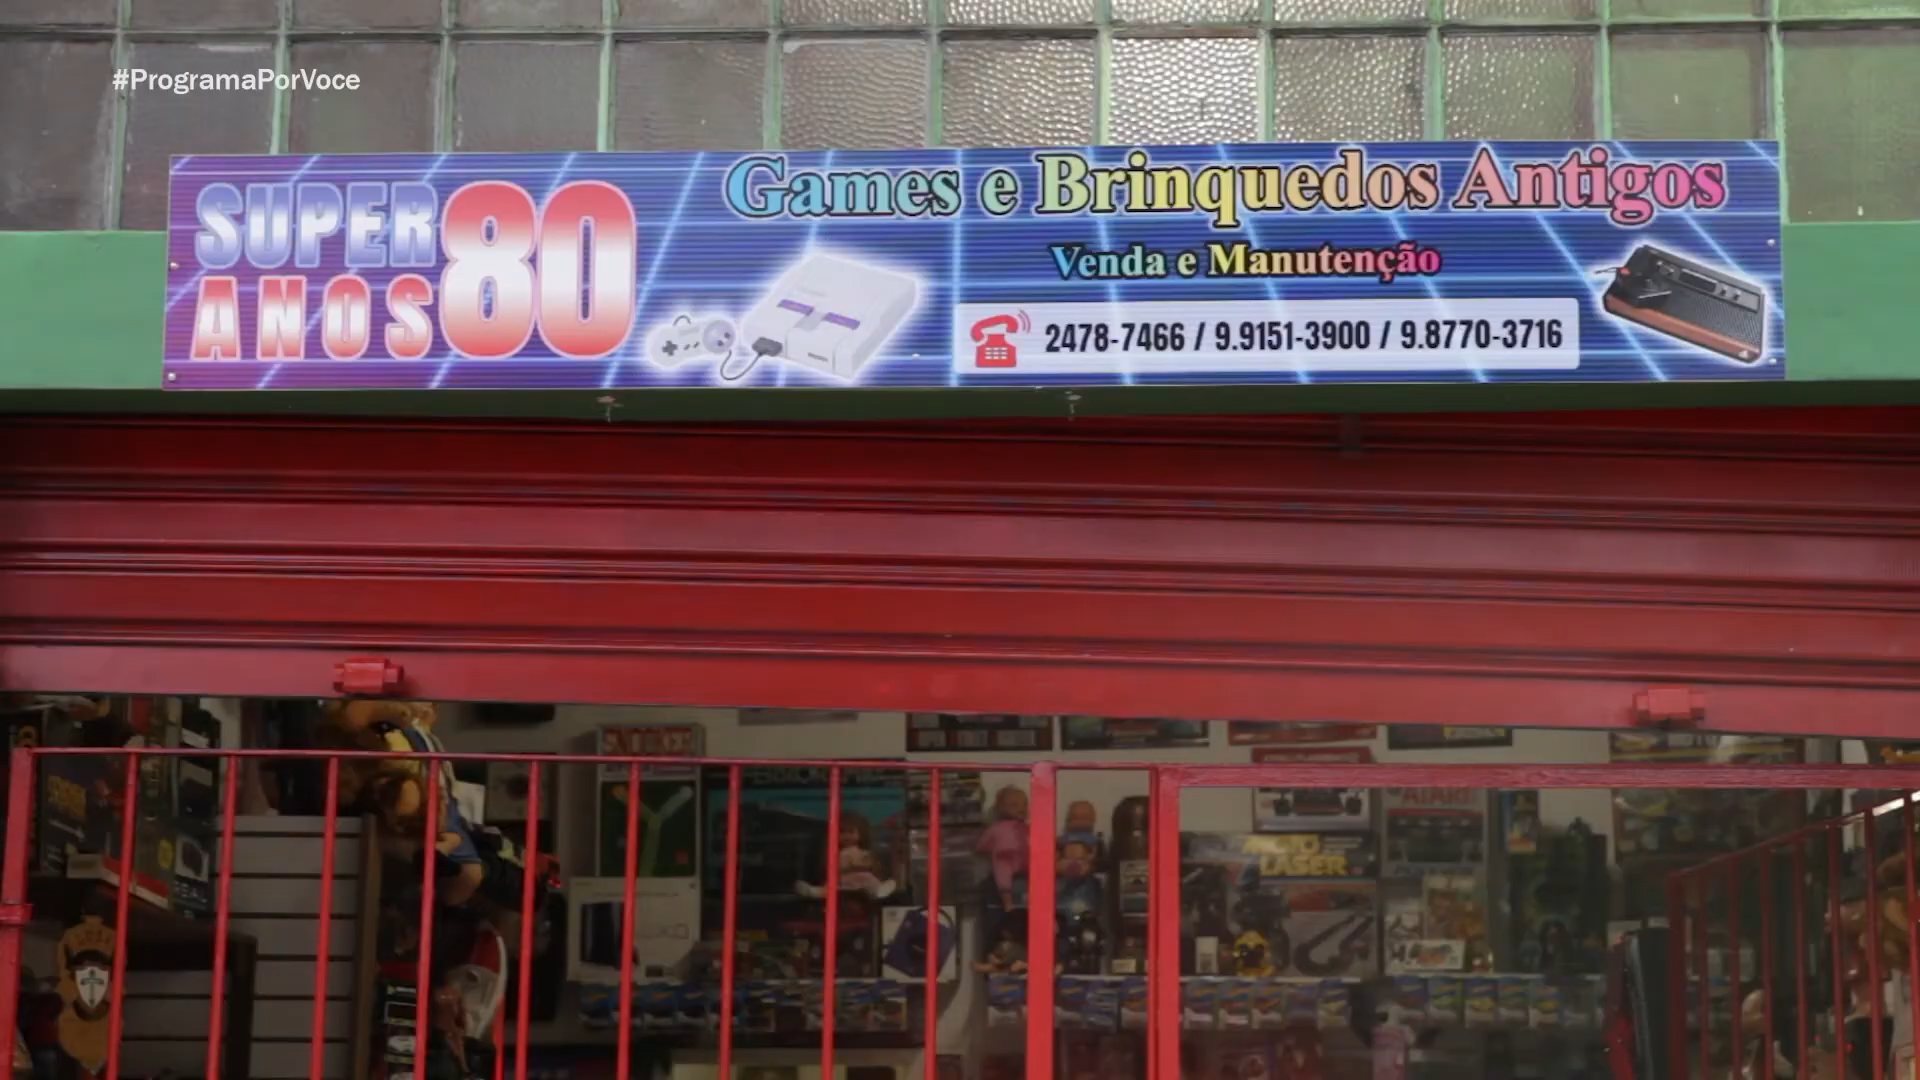 #ProgramaPorVoce
SUPER
ANOS
80
Games e Brinquedos Antigos
Venda e Manutenção
2478-7466 / 9.9151-3900 / 9.8770-3716
SNOOKER
ATARI
MOTO
LASER